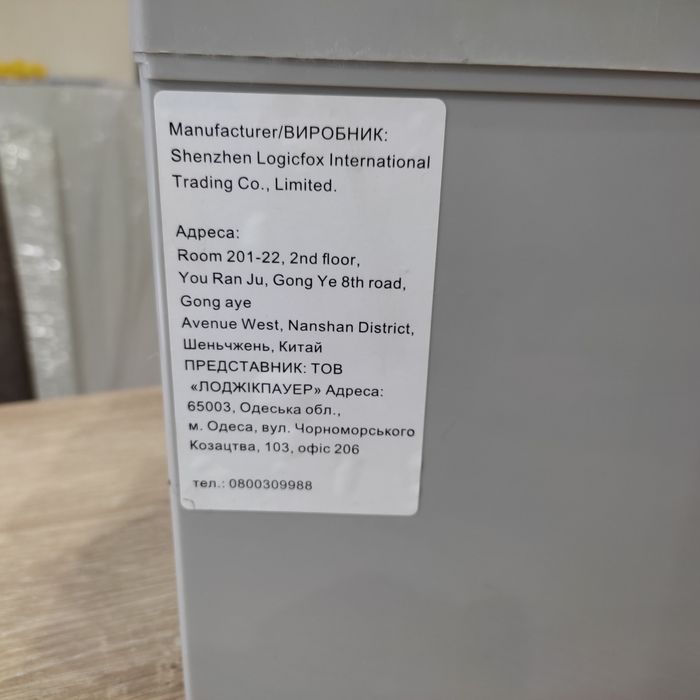 Manufacturer/ВИРОБНИК:
Shenzhen Logicfox International
Trading Co., Limited.
Адреса:
Room 201-22, 2nd floor,
You Ran Ju, Gong Ye 8th road,
Gong aye
Avenue West, Nanshan District,
Шеньчжень, Китай
ПРЕДСТАВНИК: ТОВ
«ЛОДЖІКПАУЕР» Адреса:
65003, Одеська обл.,
м. Одеса, вул. Чорноморського
Козацтва, 103, офіс 206
тел.: 0800309988